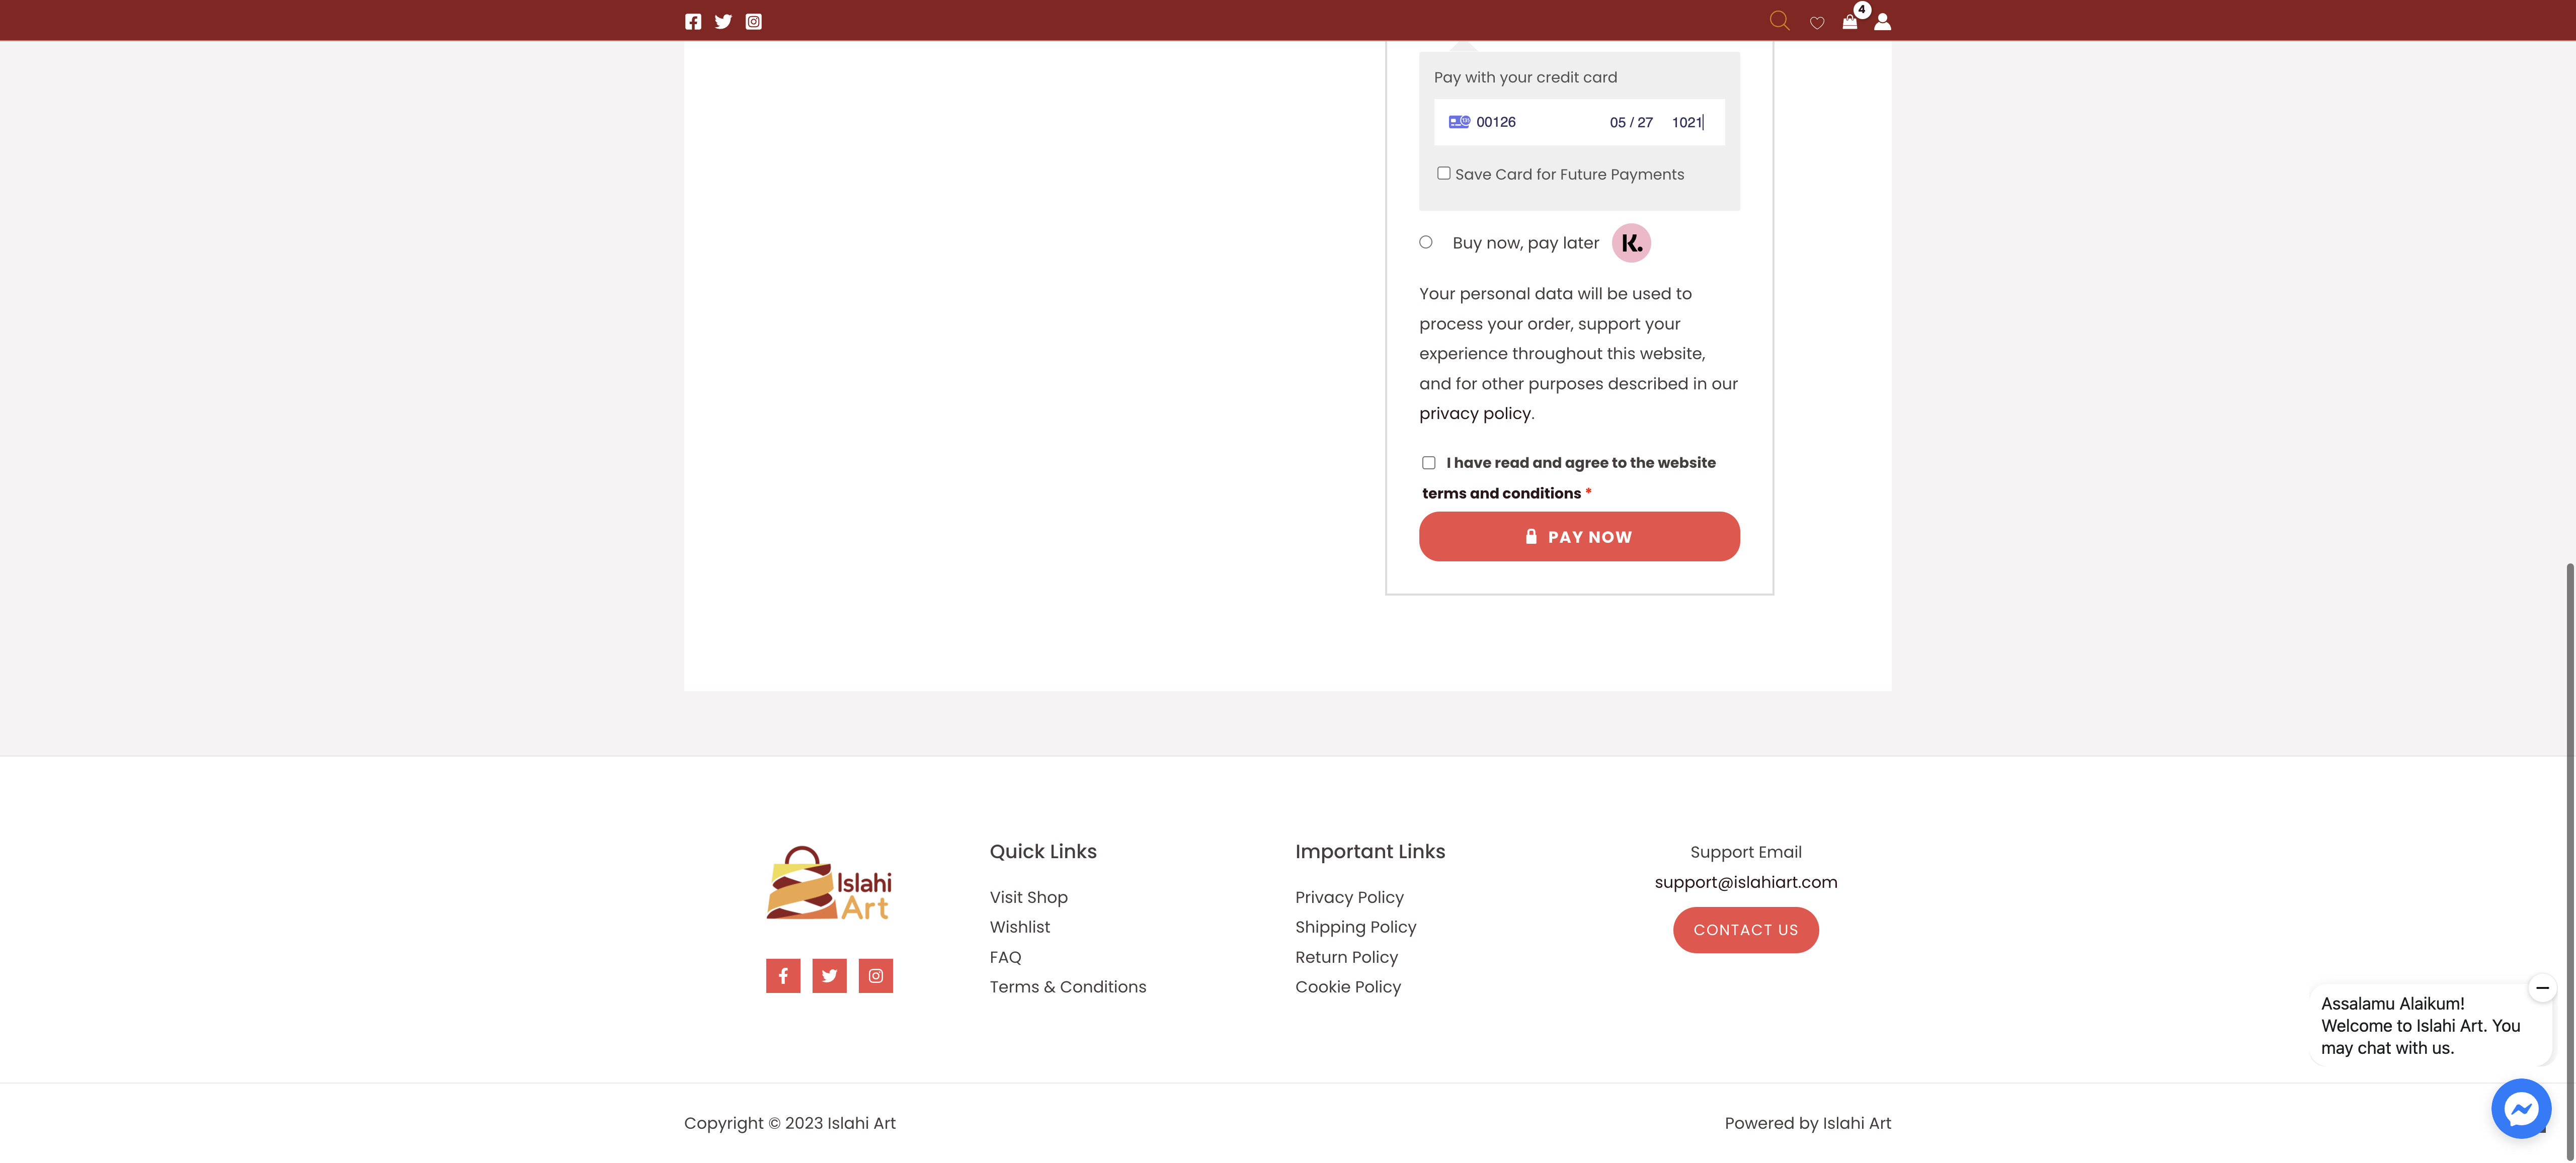 4
Pay with your credit card
00126 05 / 27 1021
Save Card for Future Payments
Buy now, pay later K.
Your personal data will be used to
process your order, support your
experience throughout this website,
and for other purposes described in our
privacy policy.
I have read and agree to the website
terms and conditions *
PAY NOW
Islahi
Art
Quick Links
Visit Shop
Wishlist
FAQ
Terms & Conditions
Important Links
Privacy Policy
Shipping Policy
Return Policy
Cookie Policy
Support Email
support@islahiart.com
CONTACT US
Assalamu Alaikum!
Welcome to Islahi Art. You
may chat with us.
Copyright © 2023 Islahi Art
Powered by Islahi Art